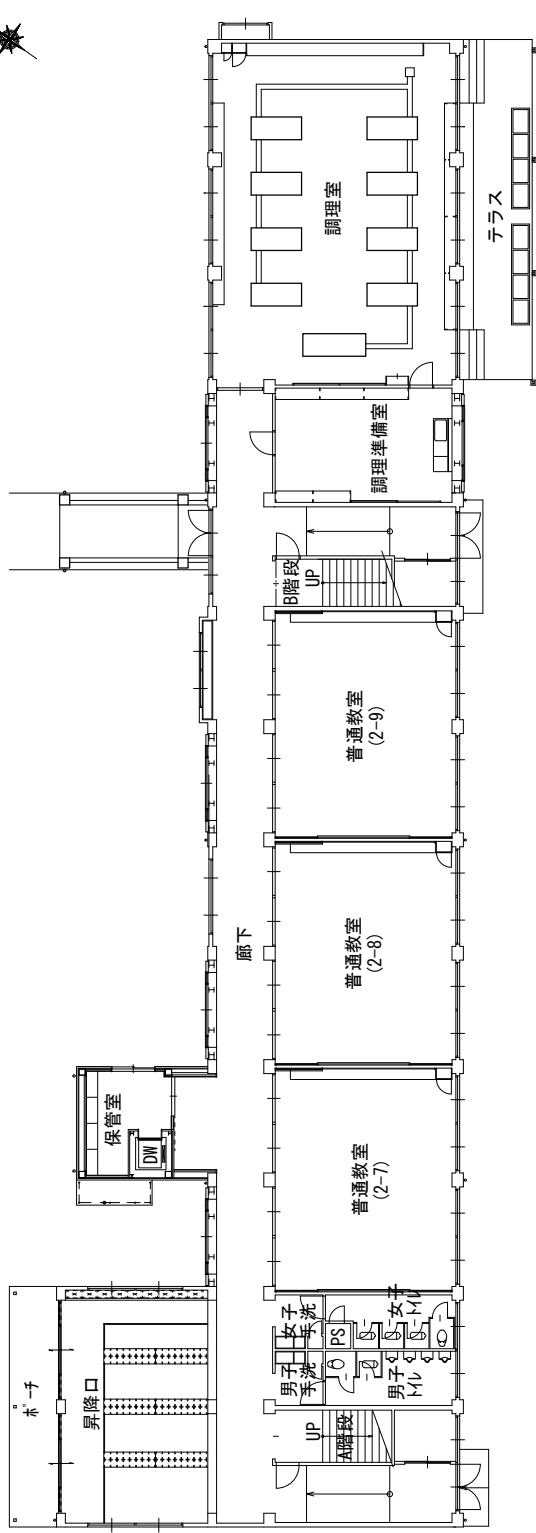 調理室
テラス
調理準備室
B階段
UP
普通教室
(2-9)
普通教室
(2-8)
廊下
普通教室
(2-7)
保管室
DW
女子
手洗
PS
女子
トイレ
男子
手洗
男子
トイレ
UP
A階段
昇降口
ポーチ